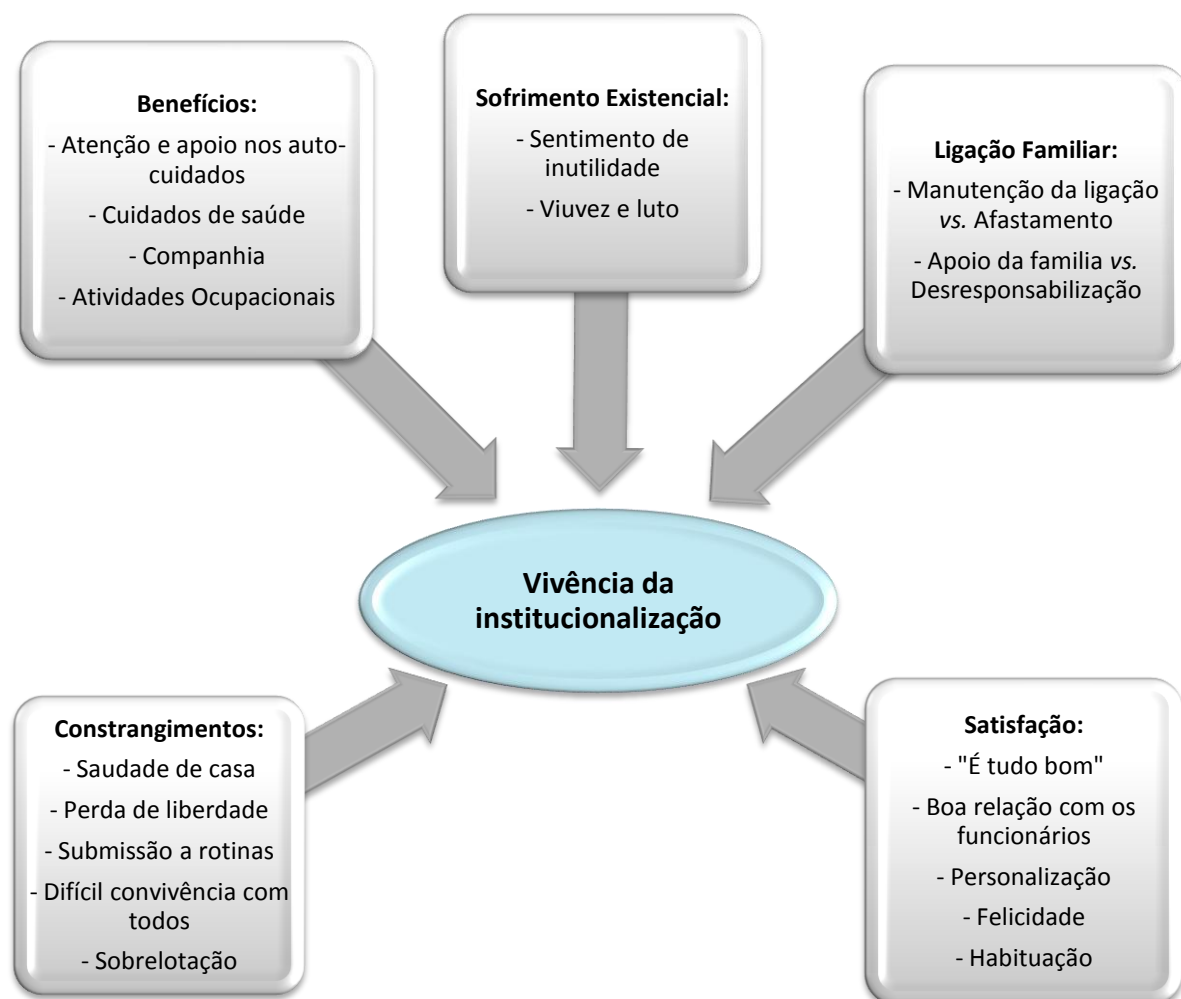 Benefícios:
- Atenção e apoio nos auto-
cuidados
- Cuidados de saúde
- Companhia
- Atividades Ocupacionais
Sofrimento Existencial:
- Sentimento de
inutilidade
- Viuvez e luto
Ligação Familiar:
- Manutenção da ligação
vs. Afastamento
- Apoio da familia vs.
Desresponsabilização
Vivência da
institucionalização
Constrangimentos:
- Saudade de casa
- Perda de liberdade
- Submissão a rotinas
- Difícil convivência com
todos
- Sobrelotação
Satisfação:
- "É tudo bom"
- Boa relação com os
funcionários
- Personalização
- Felicidade
- Habituação